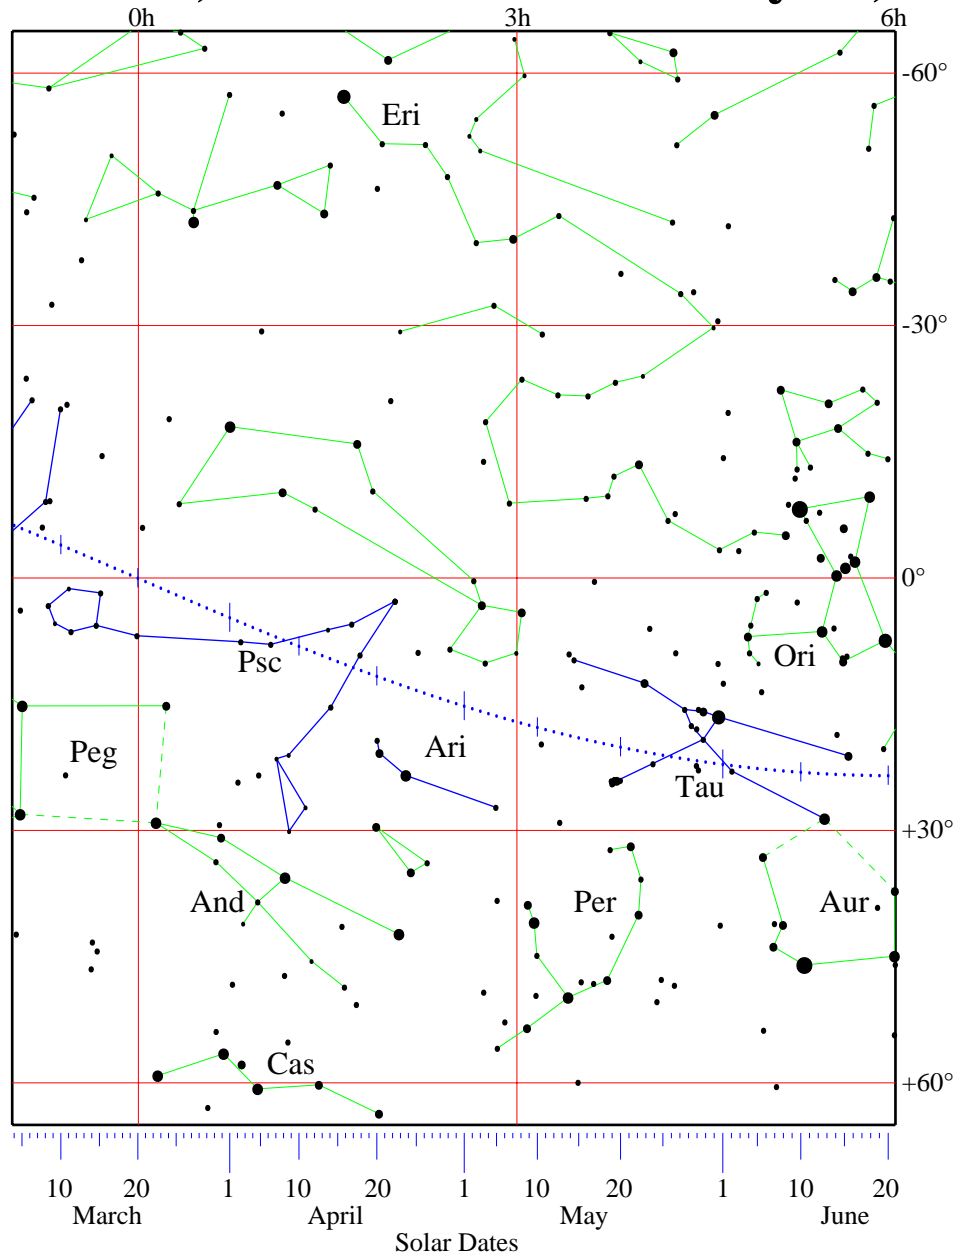 0h 3h 6h
-60°
Eri
-30°
0°
Psc Ori
Peg Ari
Tau
+30°
And Per Aur
Cas
+60°
10 20 1 10 20 1 10 20 1 10 20
March April May June
Solar Dates